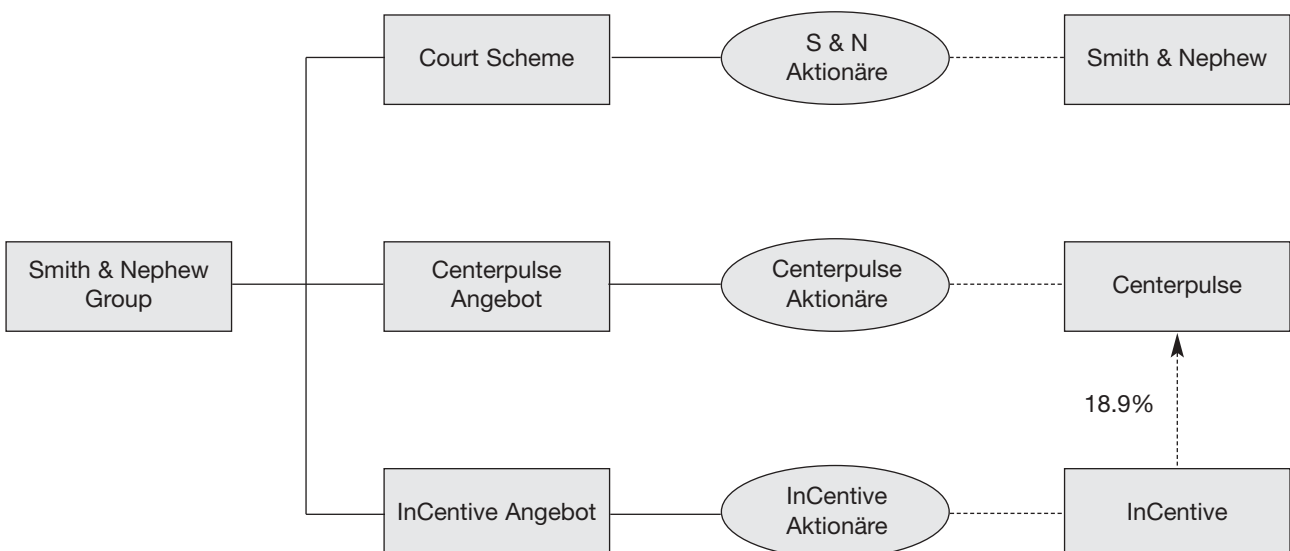 Court Scheme
S & N
Aktionäre
Smith & Nephew
Smith & Nephew
Group
Centerpulse
Angebot
Centerpulse
Aktionäre
Centerpulse
18.9%
InCentive Angebot
InCentive
Aktionäre
InCentive